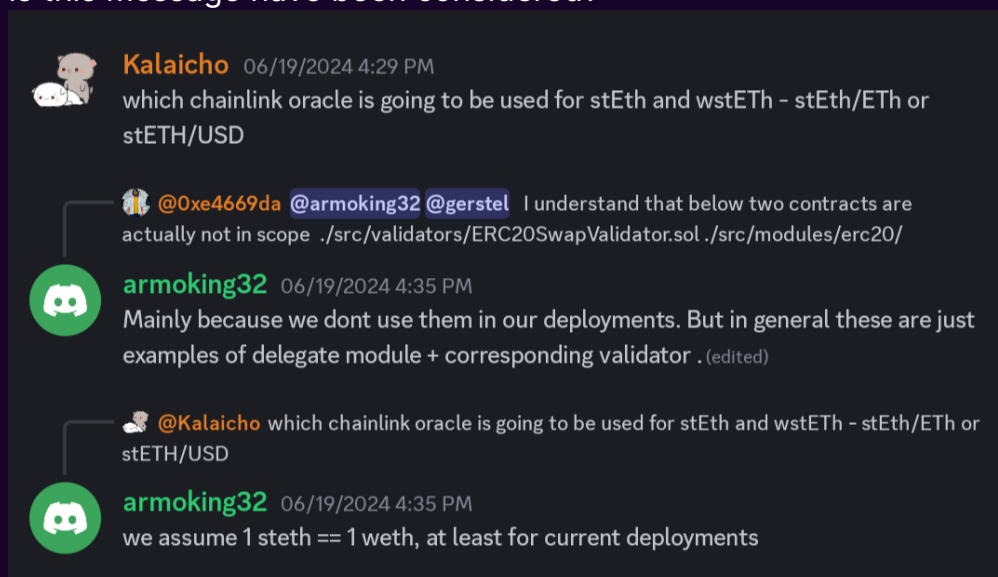 Kalaicho 06/19/2024 4:29 PM
which chainlink oracle is going to be used for stEth and wstETh - stEth/ETh or
stETH/USD
@0xe4669da @armoking32 @gerstel I understand that below two contracts are
actually not in scope ./src/validators/ERC20SwapValidator.sol ./src/modules/erc20/
armoking32 06/19/2024 4:35 PM
Mainly because we dont use them in our deployments. But in general these are just
examples of delegate module + corresponding validator . (edited)
@Kalaicho which chainlink oracle is going to be used for stEth and wstETh - stEth/ETh or
stETH/USD
armoking32 06/19/2024 4:35 PM
we assume 1 steth == 1 weth, at least for current deployments